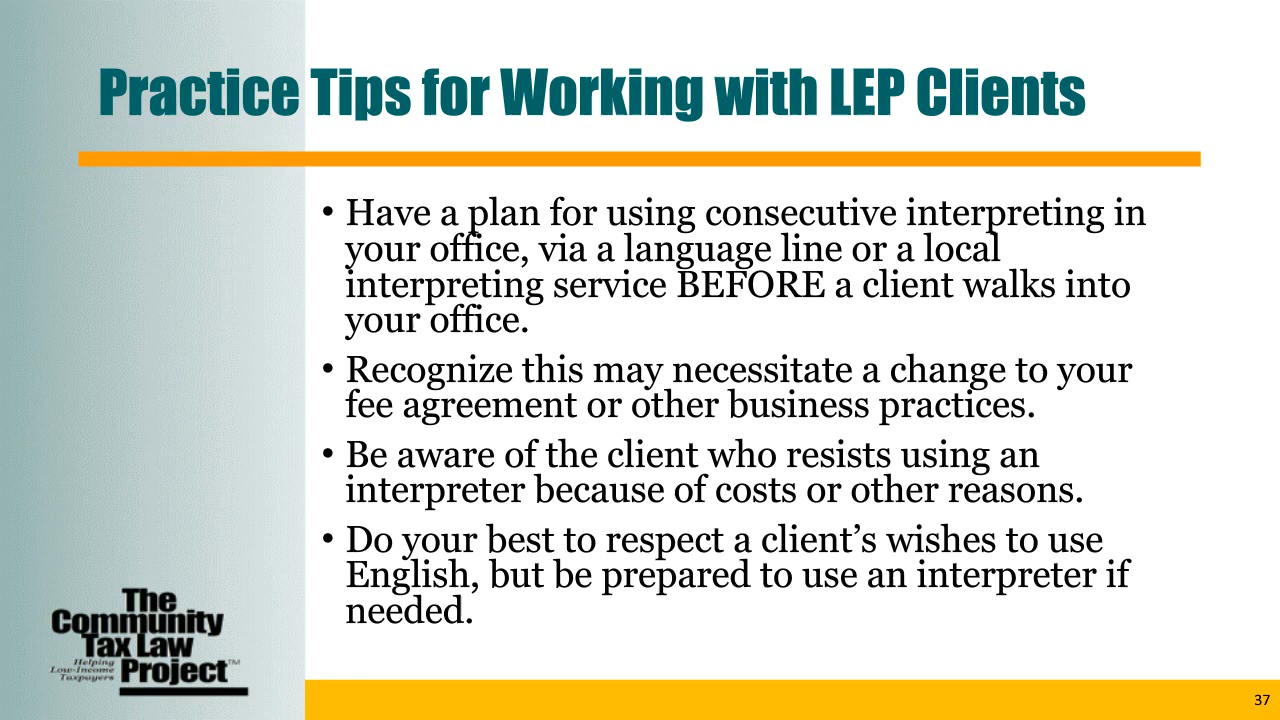 Practice Tips for Working with LEP Clients
• Have a plan for using consecutive interpreting in
your office, via a language line or a local
interpreting service BEFORE a client walks into
your office.
• Recognize this may necessitate a change to your
fee agreement or other business practices.
• Be aware of the client who resists using an
interpreter because of costs or other reasons.
• Do your best to respect a client’s wishes to use
English, but be prepared to use an interpreter if
needed.
The
Community
Tax Law
Helping
Low-Income
Taxpayers
Project™
37